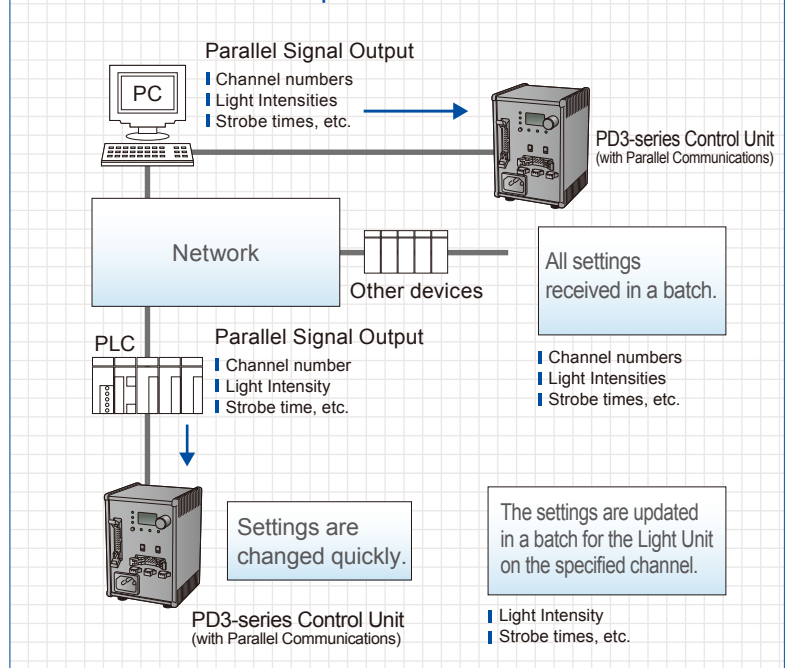 Parallel Signal Output
PC
Channel numbers
Light Intensities
Strobe times, etc.
PD3-series Control Unit
(with Parallel Communications)
Network
Other devices
All settings
received in a batch.
PLC
Parallel Signal Output
Channel number
Light Intensity
Strobe time, etc.
Channel numbers
Light Intensities
Strobe times, etc.
Settings are
changed quickly.
The settings are updated
in a batch for the Light Unit
on the specified channel.
PD3-series Control Unit
(with Parallel Communications)
Light Intensity
Strobe times, etc.